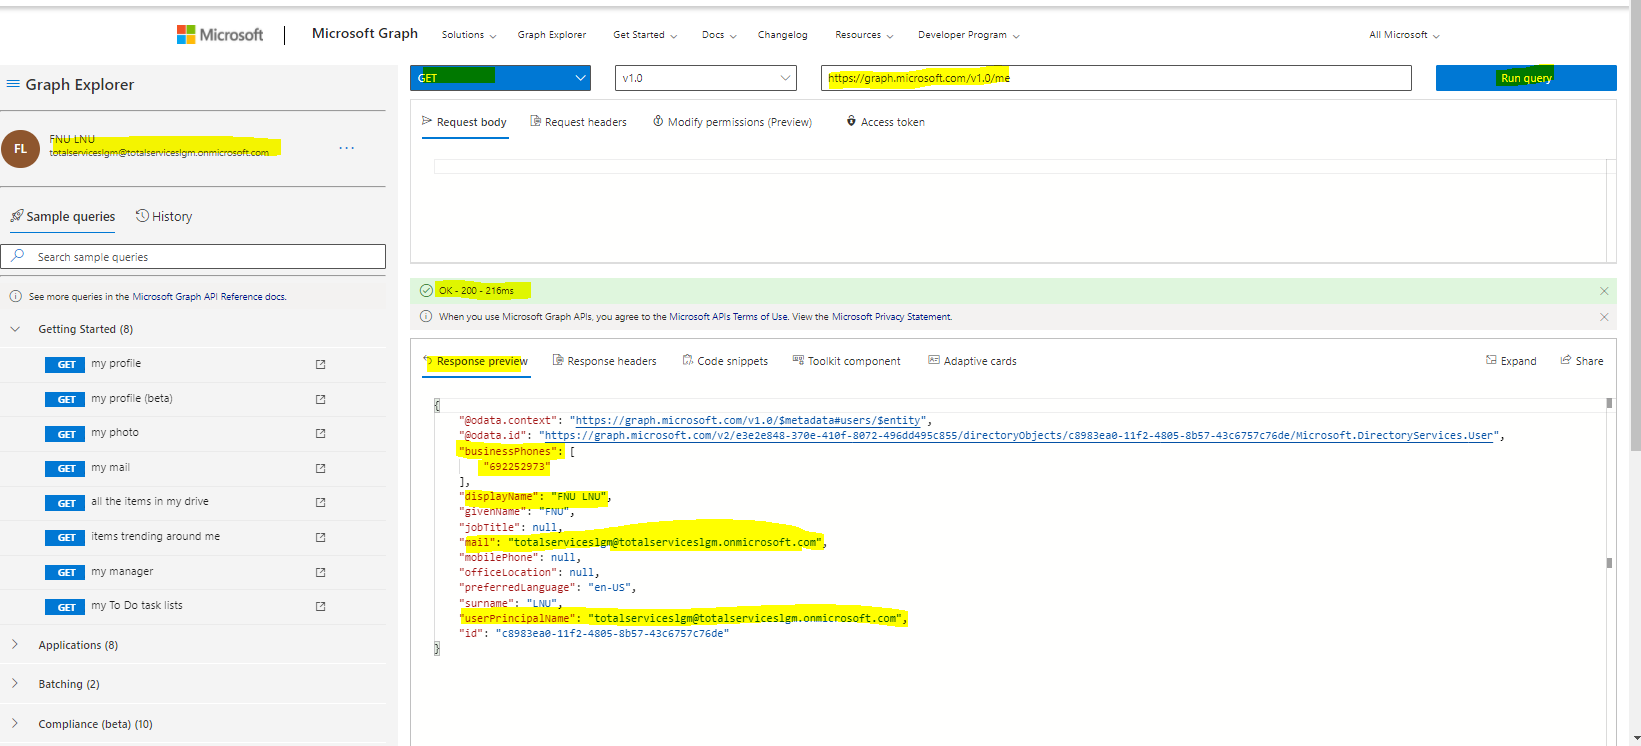 Microsoft
Microsoft Graph
Solutions
Graph Explorer
Get Started
Docs
Changelog
Resources
Developer Program
All Microsoft
Graph Explorer
FL
FNU LNU
totalserviceslgm@totalserviceslgm.onmicrosoft.com
...
Sample queries
History
Search sample queries
See more queries in the Microsoft Graph API Reference docs.
Getting Started (8)
GET my profile
GET my profile (beta)
GET my photo
GET my mail
GET all the items in my drive
GET items trending around me
GET my manager
GET my To Do task lists
Applications (8)
Batching (2)
Compliance (beta) (10)
GET
v1.0
https://graph.microsoft.com/v1.0/me
Run query
Request body
Request headers
Modify permissions (Preview)
Access token
OK - 200 - 216ms
When you use Microsoft Graph APIs, you agree to the Microsoft APIs Terms of Use. View the Microsoft Privacy Statement.
Response preview
Response headers
Code snippets
Toolkit component
Adaptive cards
Expand
Share
{
"@odata.context": "https://graph.microsoft.com/v1.0/$metadata#users/$entity",
"@odata.id": "https://graph.microsoft.com/v2/e3e2e848-370e-410f-8072-496dd495c855/directoryObjects/c8983ea0-11f2-4805-8b57-43c6757c76de/Microsoft.DirectoryServices.User",
"businessPhones": [
"692252973"
],
"displayName": "FNU LNU",
"givenName": "FNU",
"jobTitle": null,
"mail": "totalserviceslgm@totalserviceslgm.onmicrosoft.com",
"mobilePhone": null,
"officeLocation": null,
"preferredLanguage": "en-US",
"surname": "LNU",
"userPrincipalName": "totalserviceslgm@totalserviceslgm.onmicrosoft.com",
"id": "c8983ea0-11f2-4805-8b57-43c6757c76de"
}